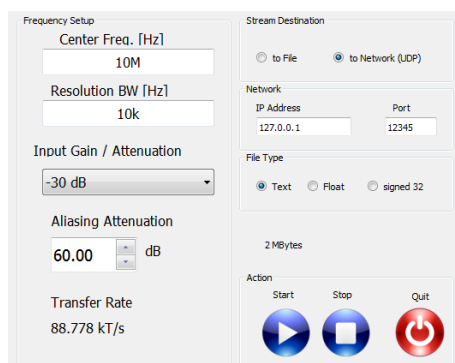 Frequency Setup
Center Freq. [Hz]
10M
Resolution BW [Hz]
10k
Input Gain / Attenuation
-30 dB
Aliasing Attenuation
60.00 dB
Transfer Rate
88.778 kT/s
Stream Destination
to File to Network (UDP)
Network
IP Address Port
127.0.0.1 12345
File Type
Text Float signed 32
2 MBytes
Action
Start Stop Quit